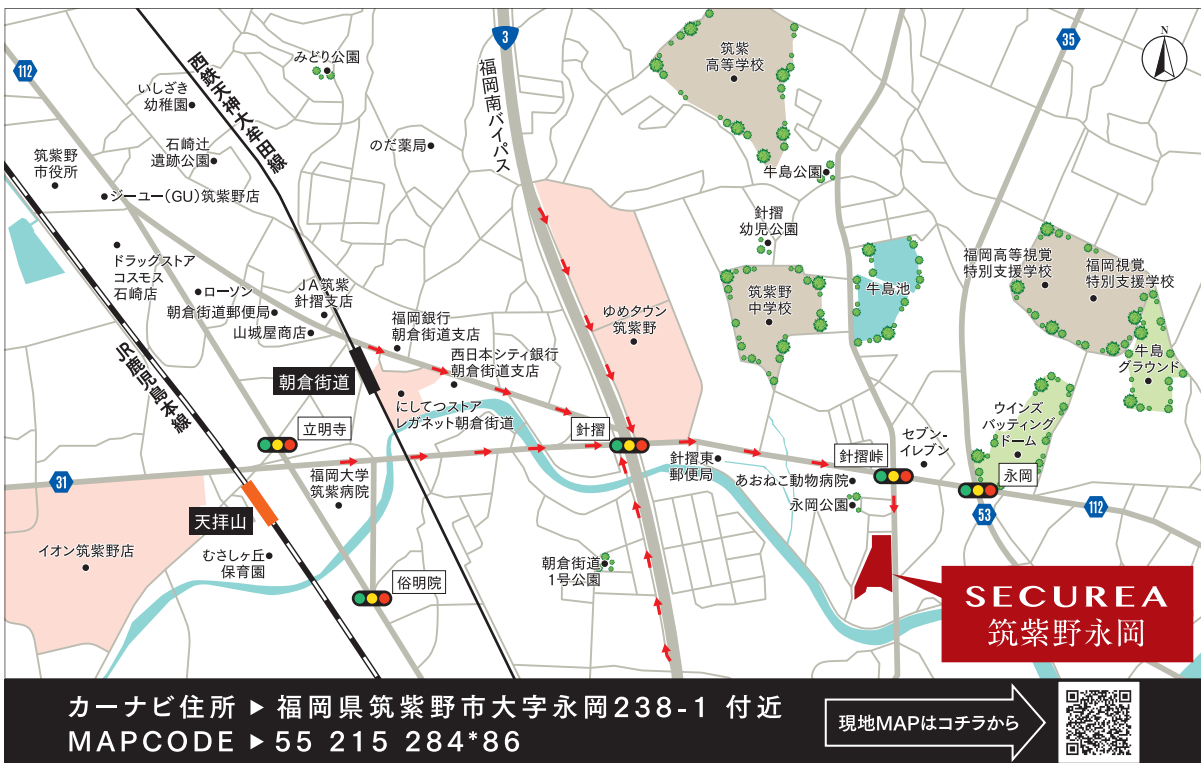 3
35
N
112
みどり公園
西鉄天神大牟田線
福岡南バイパス
筑紫
高等学校
いしざき
幼稚園
石崎辻
遺跡公園
のだ薬局
筑紫野
市役所
牛島公園
ジーユー(GU)筑紫野店
針摺
幼児公園
ドラッグストア
コスモス
石崎店
福岡高等視覚
特別支援学校
福岡視覚
特別支援学校
ローソン
JA筑紫
針摺支店
筑紫野
中学校
牛島池
朝倉街道郵便局
山城屋商店
福岡銀行
朝倉街道支店
ゆめタウン
筑紫野
西日本シティ銀行
朝倉街道支店
牛島
グラウンド
JR鹿児島本線
朝倉街道
にしてつストア
レガネット朝倉街道
ウインズ
バッティング
ドーム
立明寺
針摺
セブン-
イレブン
針摺峠
針摺東
郵便局
永岡
31
福岡大学
筑紫病院
あおねこ動物病院
永岡公園
53
112
天拝山
イオン筑紫野店
むさしヶ丘
保育園
俗明院
朝倉街道
1号公園
SECUREA
筑紫野永岡
カーナビ住所 ▶ 福岡県筑紫野市大字永岡238-1 付近
MAPCODE ▶ 55 215 284*86
現地MAPはコチラから